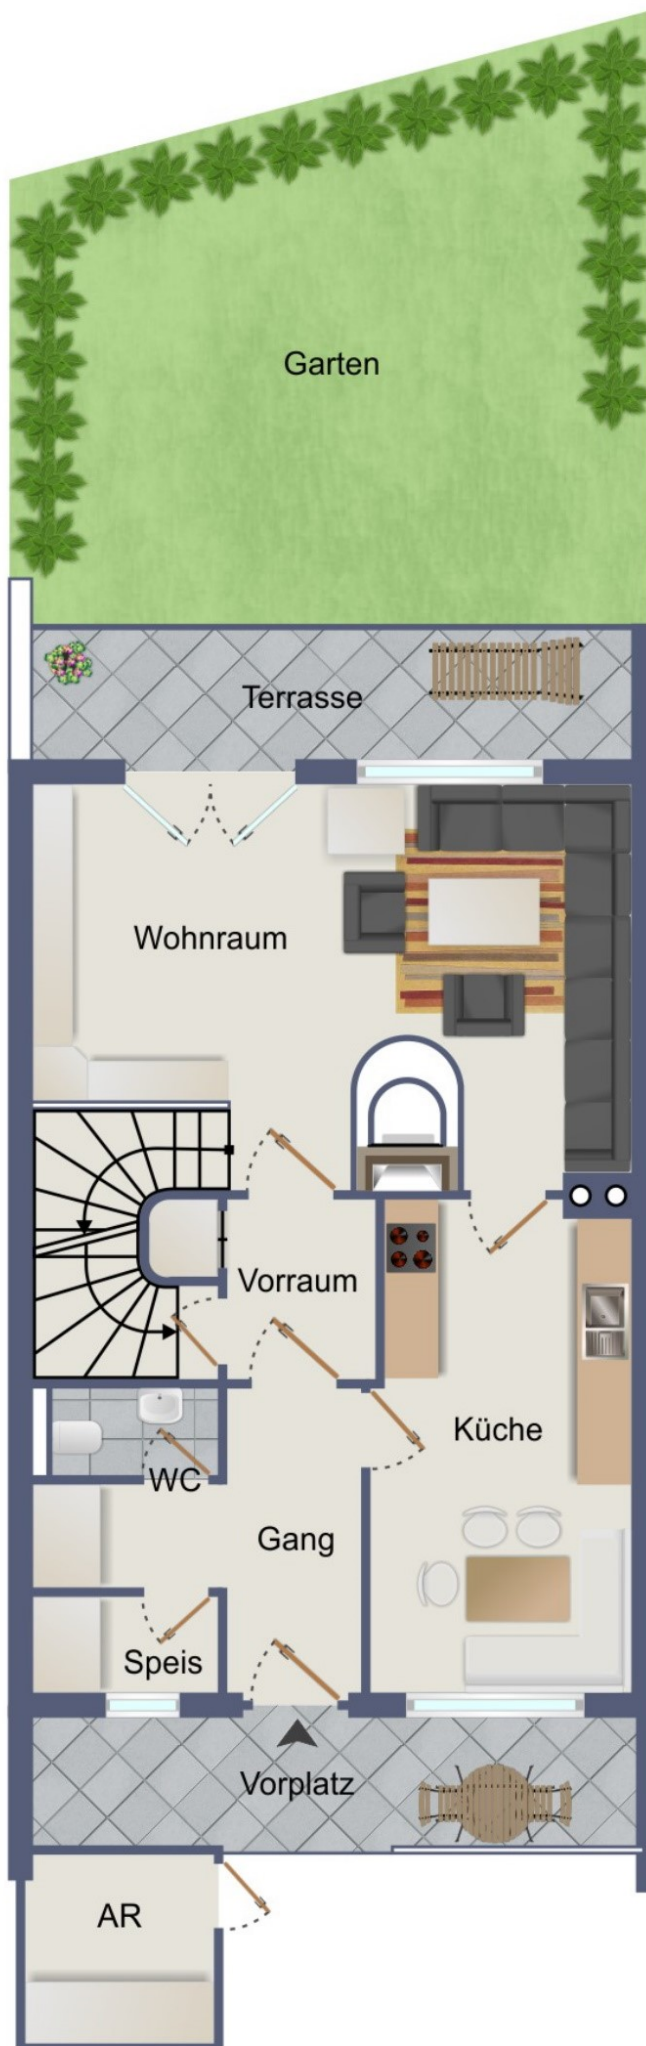 Garten
Terrasse
Wohnraum
Vorraum
Küche
WC
Gang
Speis
Vorplatz
AR